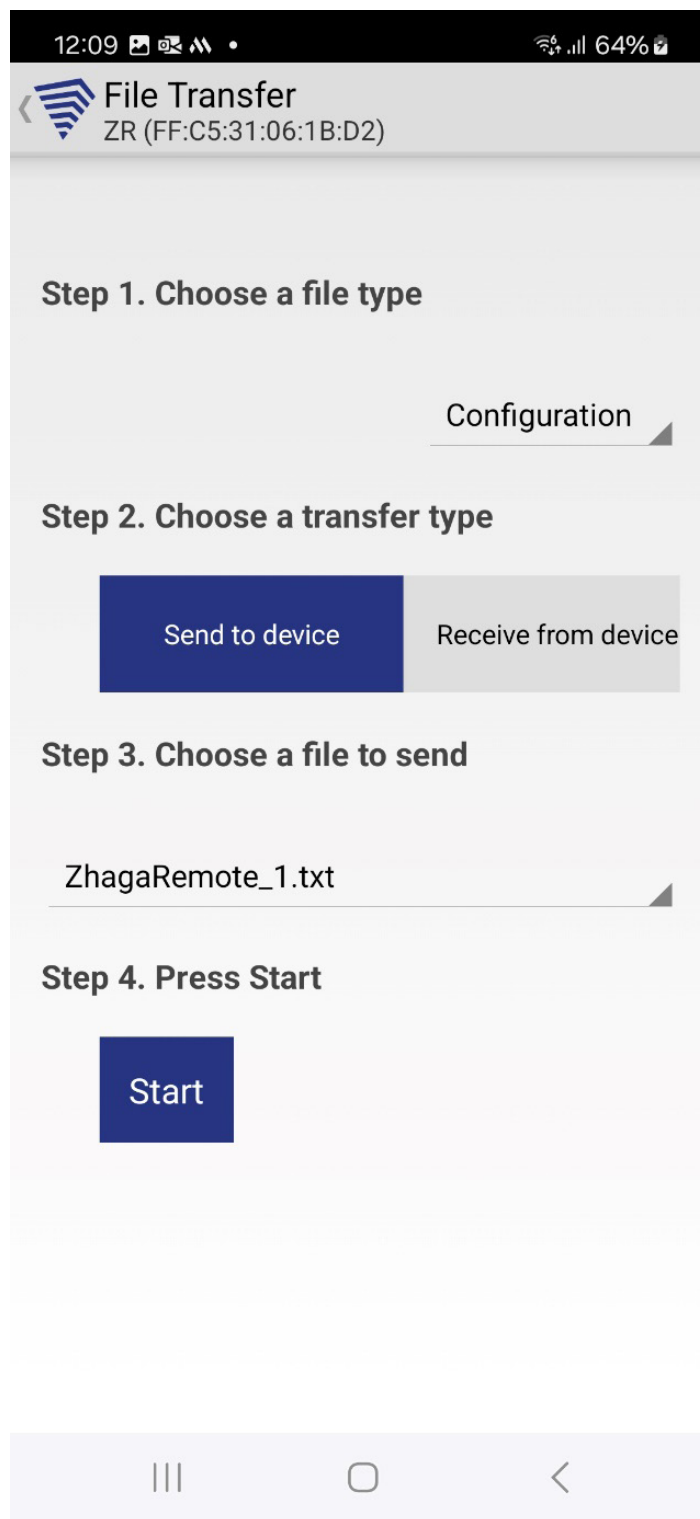 12:09
64%
File Transfer
ZR (FF:C5:31:06:1B:D2)
Step 1. Choose a file type
Configuration
Step 2. Choose a transfer type
Send to device
Receive from device
Step 3. Choose a file to send
ZhagaRemote_1.txt
Step 4. Press Start
Start